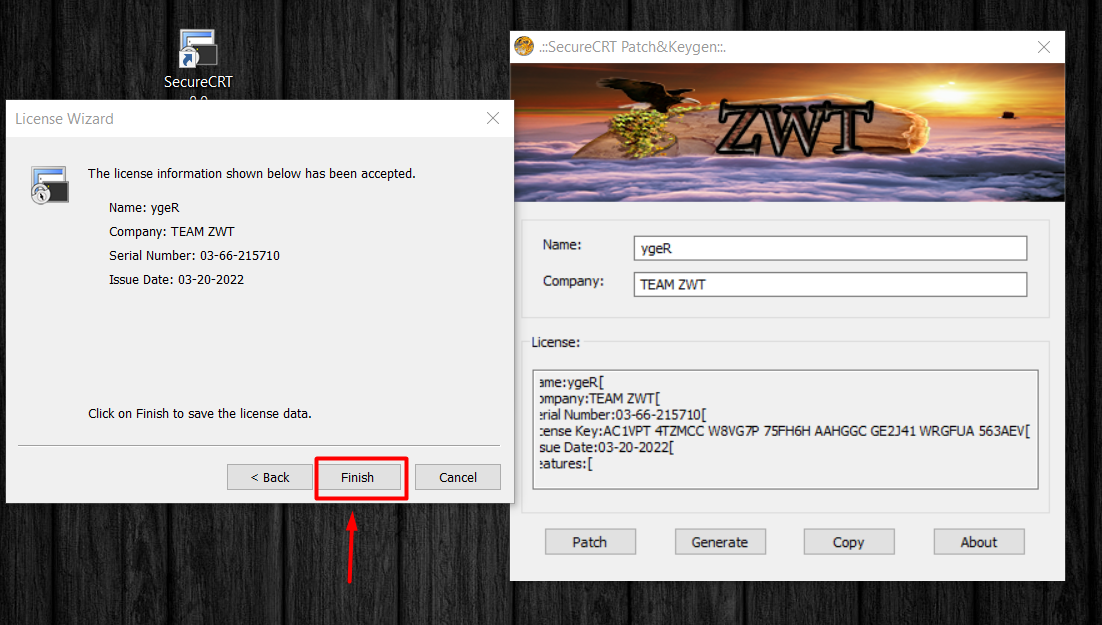 SecureCRT
License Wizard
The license information shown below has been accepted.
Name: ygeR
Company: TEAM ZWT
Serial Number: 03-66-215710
Issue Date: 03-20-2022
Click on Finish to save the license data.
< Back
Finish
Cancel
.::SecureCRT Patch&Keygen::.
ZWT
Name:
ygeR
Company:
TEAM ZWT
License:
ame:ygeR[
ompany:TEAM ZWT[
erial Number:03-66-215710[
cense Key:AC1VPT 4TZMCC W8VG7P 75FH6H AAHGGC GE2J41 WRGFUA 563AEV[
sue Date:03-20-2022[
eatures:[
Patch
Generate
Copy
About